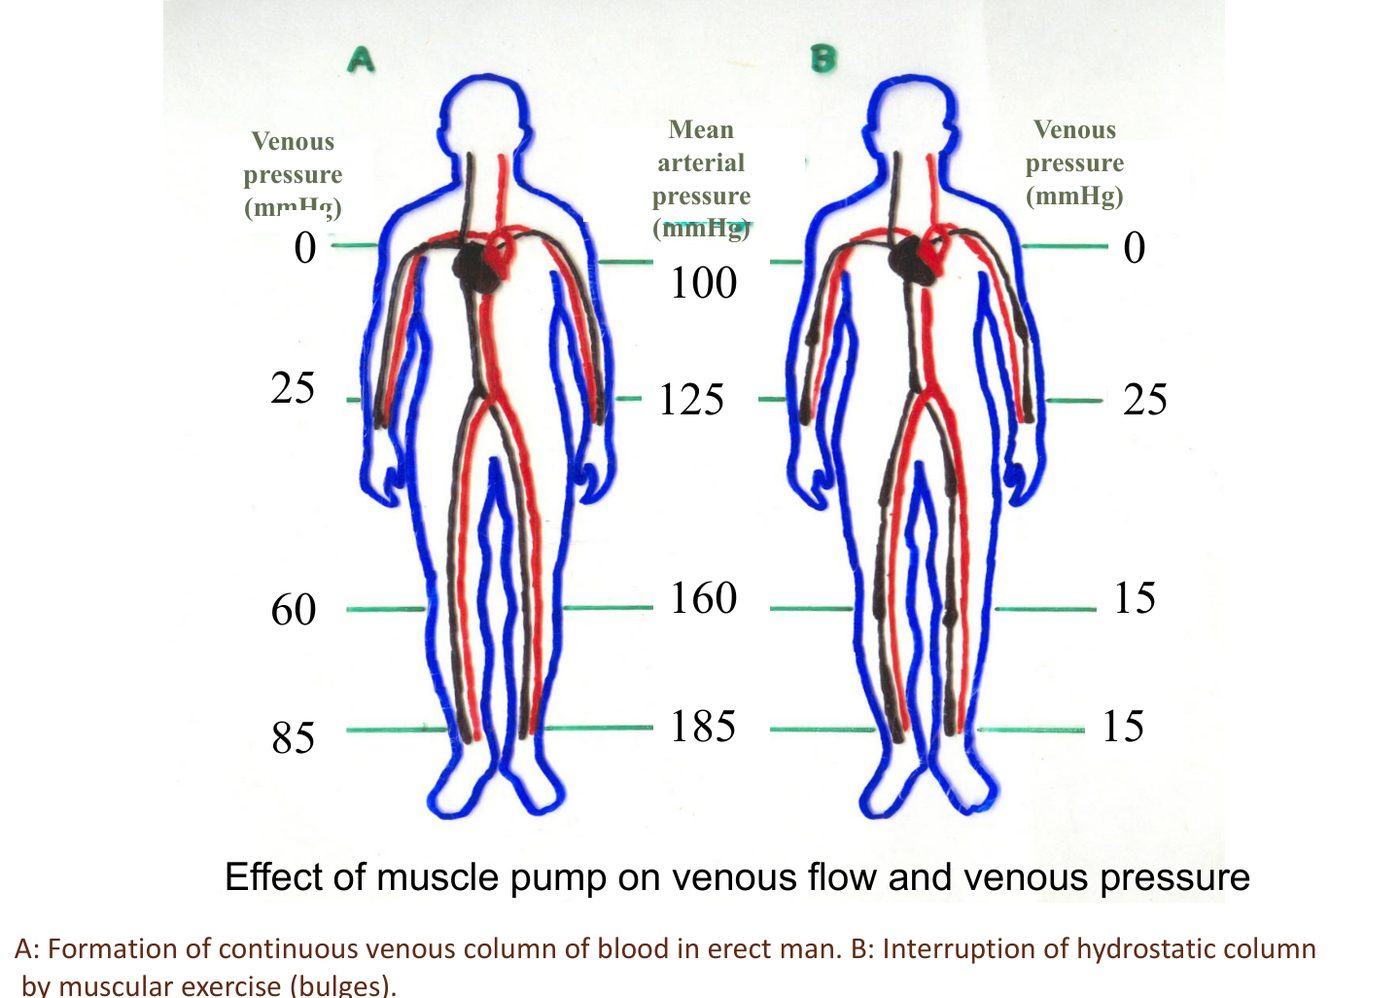 A
B
Venous
pressure
(mmHg)
Mean
arterial
pressure
(mmHg)
Venous
pressure
(mmHg)
0
100
0
25
125
25
60
160
15
85
185
15
Effect of muscle pump on venous flow and venous pressure
A: Formation of continuous venous column of blood in erect man. B: Interruption of hydrostatic column
by muscular exercise (bulges).